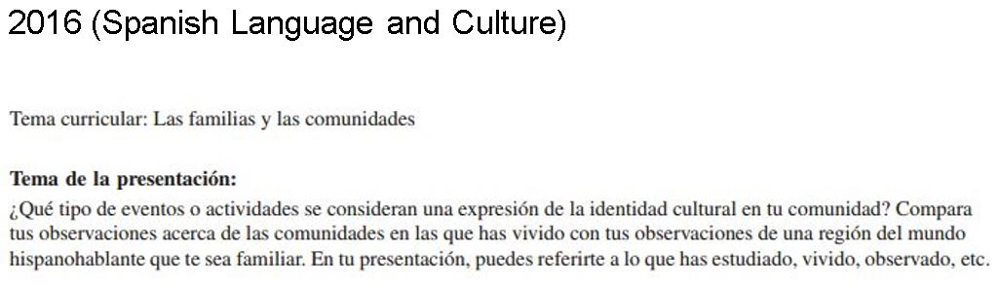 2016 (Spanish Language and Culture)
Tema curricular: Las familias y las comunidades
Tema de la presentación:
¿Qué tipo de eventos o actividades se consideran una expresión de la identidad cultural en tu comunidad? Compara
tus observaciones acerca de las comunidades en las que has vivido con tus observaciones de una región del mundo
hispanohablante que te sea familiar. En tu presentación, puedes referirte a lo que has estudiado, vivido, observado, etc.